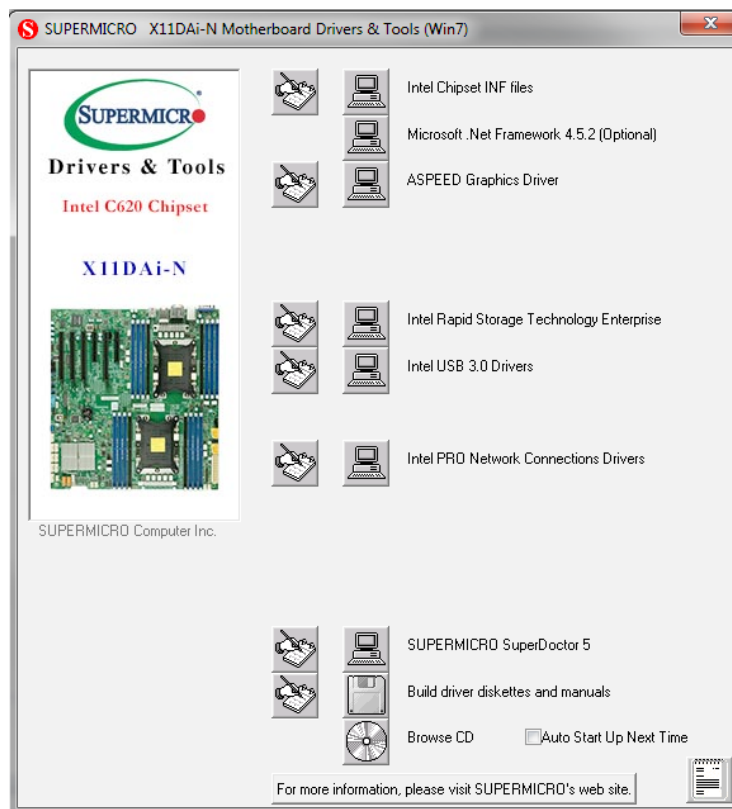 SUPERMICRO X11DAi-N Motherboard Drivers & Tools (Win7)
SUPERMICR
Drivers & Tools
Intel C620 Chipset
X11DAi-N
SUPERMICRO Computer Inc.
Intel Chipset INF files
Microsoft .Net Framework 4.5.2 (Optional)
ASPEED Graphics Driver
Intel Rapid Storage Technology Enterprise
Intel USB 3.0 Drivers
Intel PRO Network Connections Drivers
SUPERMICRO SuperDoctor 5
Build driver diskettes and manuals
Browse CD
Auto Start Up Next Time
For more information, please visit SUPERMICRO's web site.